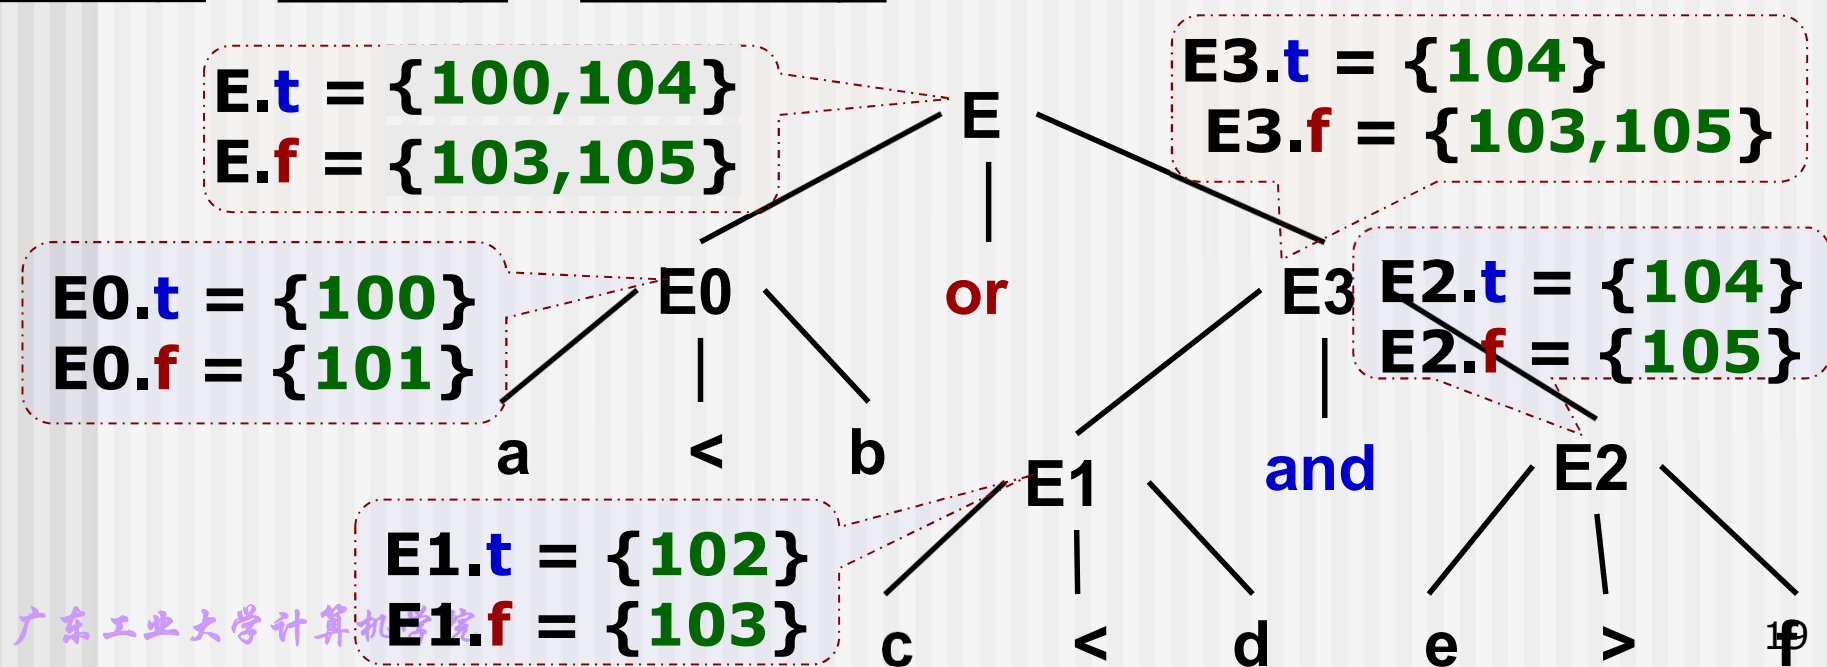 E.t = {100,104}
E.f = {103,105}
E3.t = {104}
E3.f = {103,105}
E
E0.t = {100}
E0.f = {101}
E0
or
E3
E2.t = {104}
E2.f = {105}
a
<
b
E1
and
E2
E1.t = {102}
E1.f = {103}
c
<
d
e
>
f
广东工业大学计算机学院
19